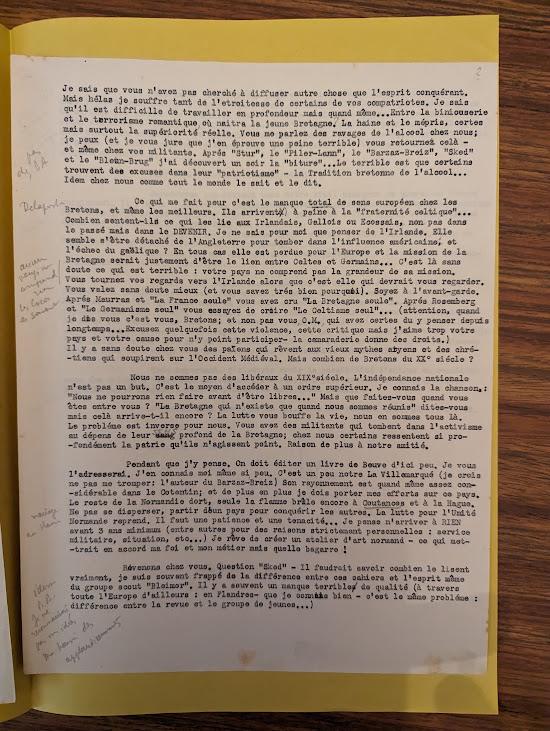 2
Je sais que vous n'avez pas cherché à diffuser autre chose que l'esprit conquérant.
Mais hélas je souffre tant de l'etroitesse de certains de vos compatriotes. Je sais
qu'il est difficille de travailler en profondeur mais quand même...Entre la biniouserie
et le terrorisme romantique où naitra la jeune Bretagne. La haine et le mépris, certes
mais surtout la supériorité réelle. Vous me parlez des ravages de l'alcool chez nous;
je peux (et je vous jure que j'en éprouve une peine terrible) vous retournez celà -
et même chez vos militants. Aprés "Stur", le "Piler-Lann", le "Barzaz-Breiz", "Sked"
et le "Bleun-Brug" j'ai découvert un soir la "biture"...Le terrible est que certains
trouvent des excuses dans leur "patriotisme" - la Tradition bretonne de l'alcool...
Idem chez nous comme tout le monde le sait et le dit.
Ce qui me fait peur c'est le manque total de sens européen chez les
Bretons, et même les meilleurs. Ils arrivent à peine à la "fraternité celtique"...
Combien sentent-ils ce qui les lie aux Irlandais, Gallois ou Ecossais, non pas dans
le passé mais dans le DEVENIR. Je ne sais pour moi que penser de l'Irlande. Elle
semble s'être détaché de l'Angleterre pour tomber dans l'influence américaine, et
l'échec du gaëlique ? En tous cas elle est perdue pour l'Europe et la mission de la
Bretagne serait justement d'être le lien entre Celtes et Germains... C'est là sans
doute ce qui est terrible : votre pays ne comprend pas la grandeur de sa mission.
Vous tournez vos regards vers l'Irlande alors que c'est elle qui devrait vous regarder.
Vous valez sans doute mieux (et vous savez trés bien pourquoi). Soyez à l'avant-garde.
Aprés Maurras et "La France seule" vous avez cru "La Bretagne seule". Aprés Rosemberg
et "Le Germanisme seul" vous essayez de croire "Le Celtisme seul"... (attention, quand
je dis vous c'est vous, Bretons; et non pas vous,O.M, qui avez certes du y penser depuis
longtemps...Excusez quelquefois cette violence, cette critique mais j'aime trop votre
pays et votre cause pour n'y point participer- la camaraderie donne des droits.)
Il y a sans doute chez vous des païens qui rêvent aux vieux mythes aryens et des chré-
-tiens qui soupirent sur l'Occident Médiéval. Mais combien de Bretons du XX° siécle ?
Nous ne sommes pas des libéraux du XIX°siécle. L'indépendance nationale
n'est pas un but. C'est le moyen d'accéder à un ordre supérieur. Je connais la chanson,:
"Nous ne pourrons rien faire avant d'être libres..." Mais que faites-vous quand vous
êtes entre vous ? "La Bretagne qui n'existe que quand nous sommes réunis" dites-vous
mais celà arrive-t-il encore ? La lutte vous bouffe la vie, nous en sommes tous là.
Le probléme est inverse pour nous. Vous avez des militants qui tombent dans l'activisme
au dépens de leur sang profond de la Bretagne; chez nous certains ressentent si pro-
-fondément la patrie qu'ils n'agissent point. Raison de plus à notre amitié.
Pendant que j'y pense. On doit éditer un livre de Beuve d'ici peu. Je vous
l'adresserai. J'en connais même si peu. C'est un peu notre La Villemarqué (je crois
ne pas me tromper: l'auteur du Barzaz-Breiz) Son rayonnement est quand même assez con-
-sidérable dans le Cotentin; et de plus en plus je dois porter mes efforts sur ce pays.
Le reste de la Normandie dort, seule la flamme brûle encore à Coutances et à la Hague.
Ne pas se disperser, partir d'un pays pour conquérir les autres. La lutte pour l'Unité
Normande reprend. Il faut une patience et une tenacité... Je pense n'arriver à RIEN
avant 3 ans minimum (entre autres pour des raisons strictement personnelles : service
militaire, situation, etc...) Je rêve de créer un atelier d'art normand - ce qui met-
-trait en accord ma foi et mon métier mais quelle bagarre !
Révenons chez vous. Question "Sked" - Il faudrait savoir combien le lisent
vraiment, je suis souvent frappé de la différence entre ces cahiers et l'esprit même
du groupe scout "Bleimor". Il y a souvent un manque terrible de qualité (à travers
toute l'Europe d'ailleurs : en Flandres- que je connais bien - c'est le même probléme :
différence entre la revue et le groupe de jeunes...)